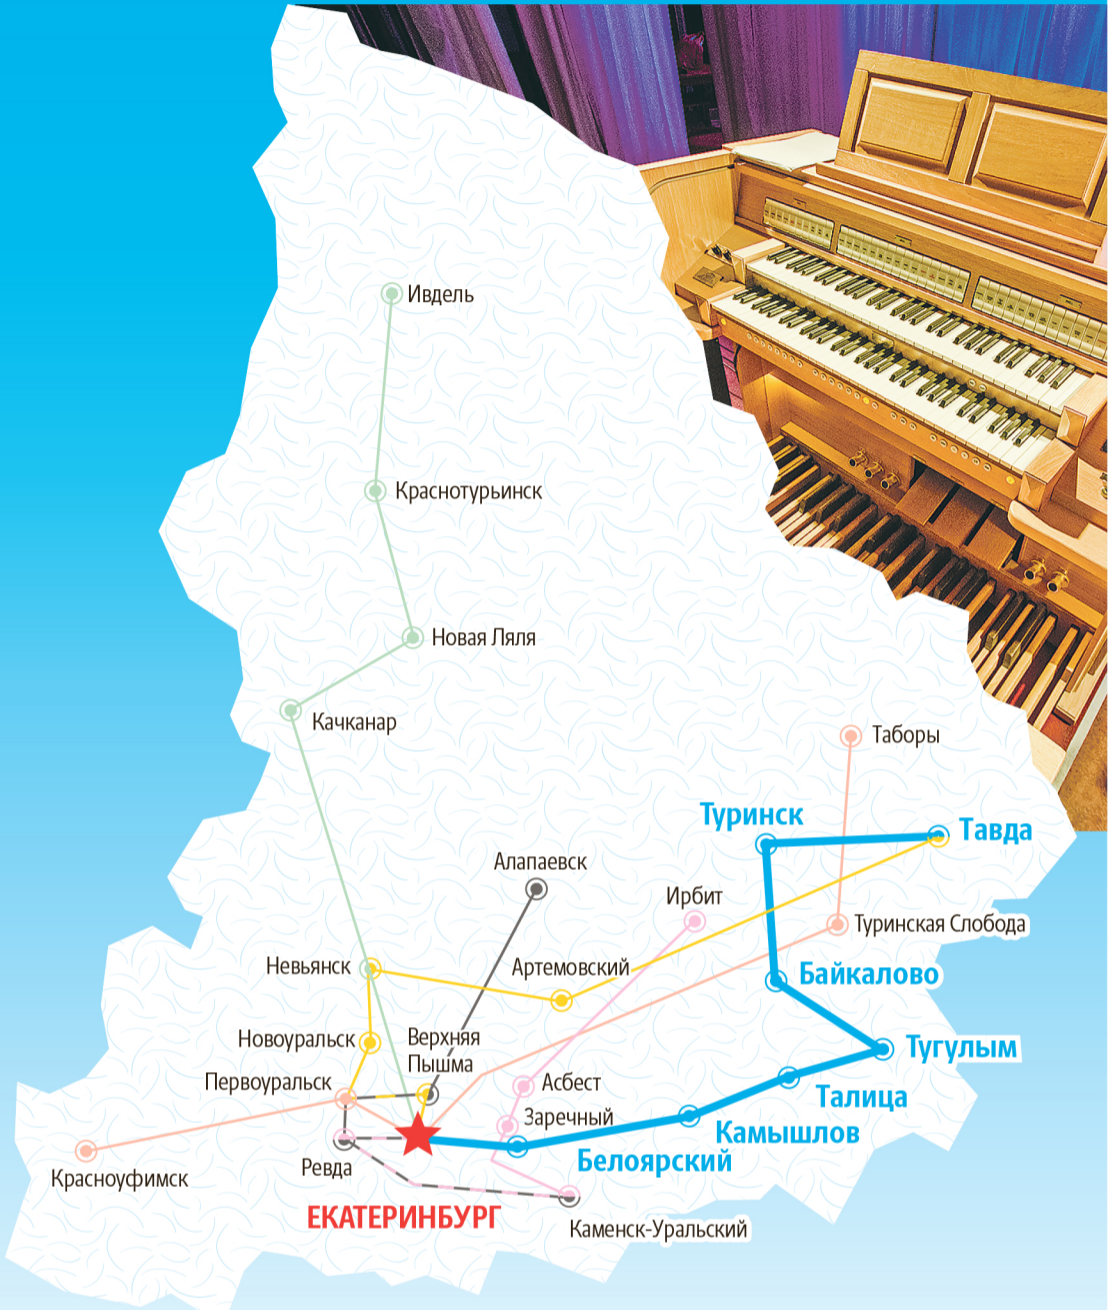 Ивдель
Краснотурьинск
Новая Ляля
Качканар
Таборы
Туринск
Тавда
Алапаевск
Ирбит
Туринская Слобода
Невьянск
Артемовский
Байкалово
Новоуральск
Верхняя
Пышма
Тугулым
Первоуральск
Асбест
Талица
Заречный
Камышлов
Ревда
Белоярский
Красноуфимск
ЕКАТЕРИНБУРГ
Каменск-Уральский